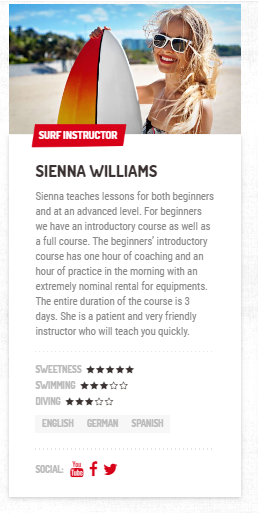 SURF INSTRUCTOR
SIENNA WILLIAMS
Sienna teaches lessons for both beginners
and at an advanced level. For beginners
we have an introductory course as well as
a full course. The beginners' introductory
course has one hour of coaching and an
hour of practice in the morning with an
extremely nominal rental for equipments.
The entire duration of the course is 3
days. She is a patient and very friendly
instructor who will teach you quickly.
SWEETNESS ★★★★★
SWIMMING ★★★☆☆
DIVING ★★★☆☆
ENGLISH GERMAN SPANISH
SOCIAL: You Tube